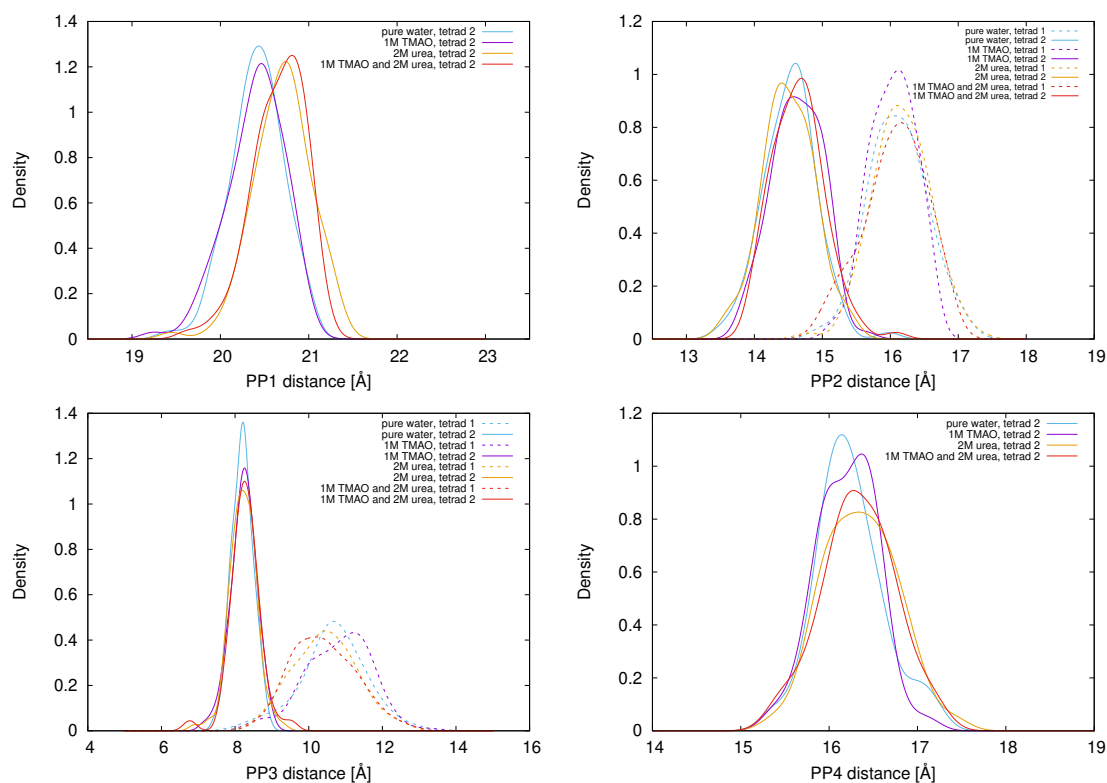 1.4
1.2
1
0.8
0.6
0.4
0.2
0
Density
19
20
21
22
23
PP1 distance [Å]
pure water, tetrad 2
1M TMAO, tetrad 2
2M urea, tetrad 2
1M TMAO and 2M urea, tetrad 2
1.2
1
0.8
0.6
0.4
0.2
0
Density
13
14
15
16
17
18
19
PP2 distance [Å]
pure water, tetrad 1
pure water, tetrad 2
1M TMAO, tetrad 1
1M TMAO, tetrad 2
2M urea, tetrad 1
2M urea, tetrad 2
1M TMAO and 2M urea, tetrad 1
1M TMAO and 2M urea, tetrad 2
1.4
1.2
1
0.8
0.6
0.4
0.2
0
Density
4
6
8
10
12
14
16
PP3 distance [Å]
pure water, tetrad 1
pure water, tetrad 2
1M TMAO, tetrad 1
1M TMAO, tetrad 2
2M urea, tetrad 1
2M urea, tetrad 2
1M TMAO and 2M urea, tetrad 1
1M TMAO and 2M urea, tetrad 2
1.2
1
0.8
0.6
0.4
0.2
0
Density
14
15
16
17
18
19
PP4 distance [Å]
pure water, tetrad 2
1M TMAO, tetrad 2
2M urea, tetrad 2
1M TMAO and 2M urea, tetrad 2